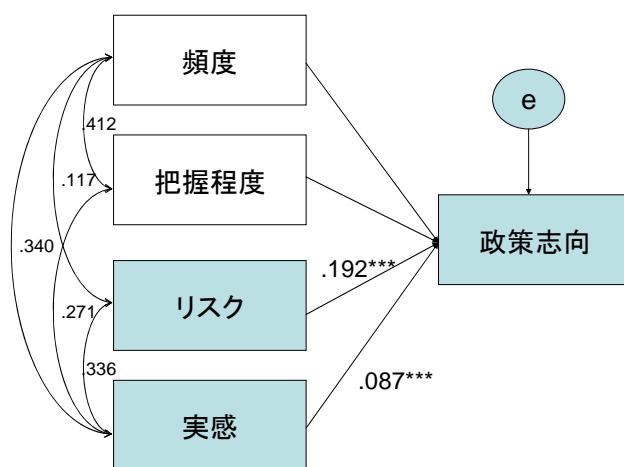 頻度
e
.412
把握程度
.117
政策志向
.340
.192***
リスク
.271
.336
.087***
実感